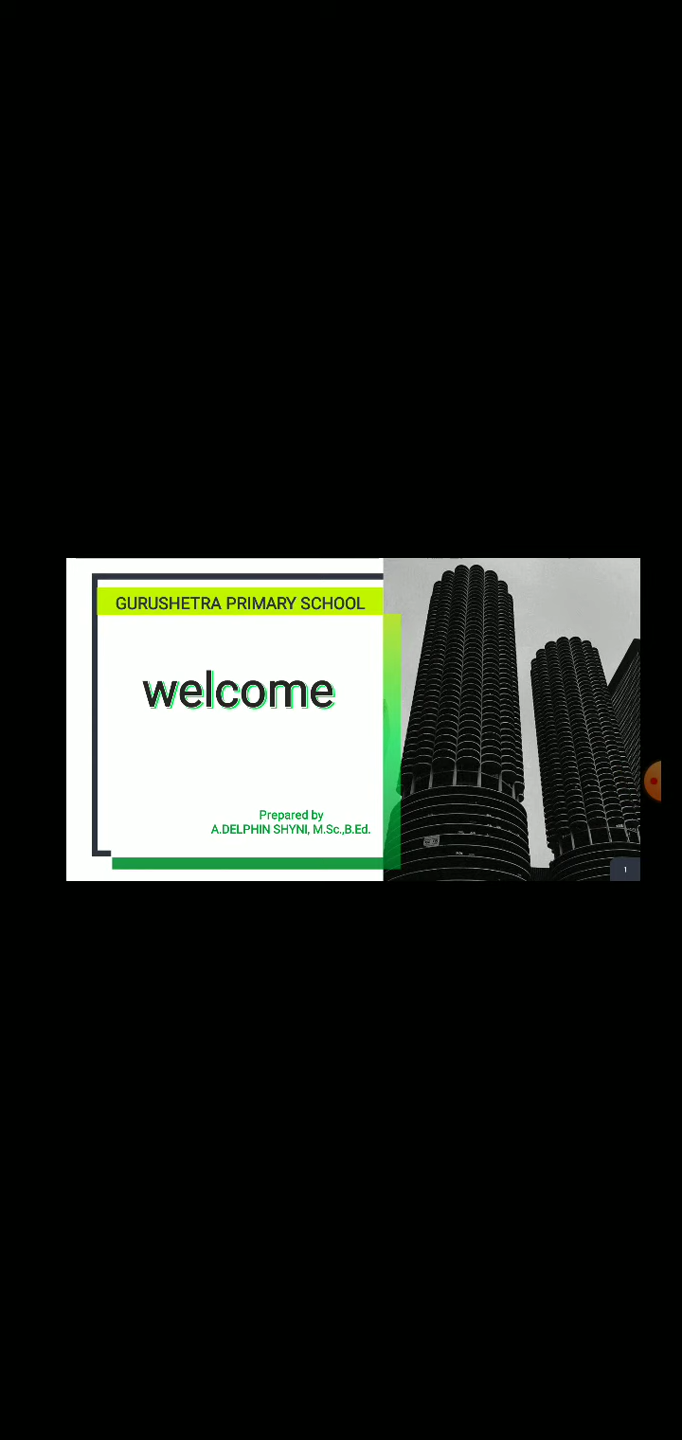 GURUSHETRA PRIMARY SCHOOL
welcome
Prepared by
A.DELPHIN SHYNI, M.Sc.,B.Ed.
1